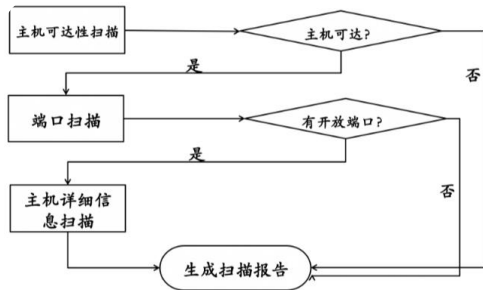 主机可达性扫描
主机可达?
是
否
端口扫描
有开放端口?
是
否
主机详细信
息扫描
生成扫描报告